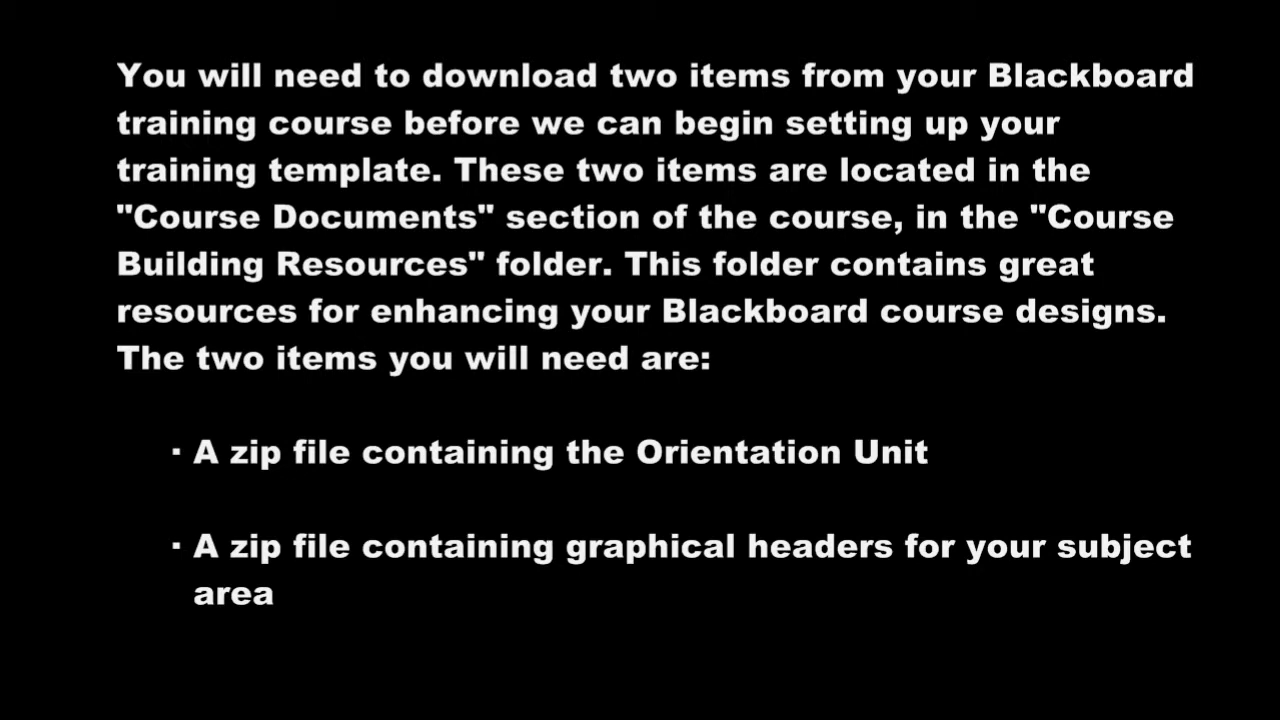 You will need to download two items from your Blackboard
training course before we can begin setting up your
training template. These two items are located in the
"Course Documents" section of the course, in the "Course
Building Resources" folder. This folder contains great
resources for enhancing your Blackboard course designs.
The two items you will need are:
· A zip file containing the Orientation Unit
· A zip file containing graphical headers for your subject
area